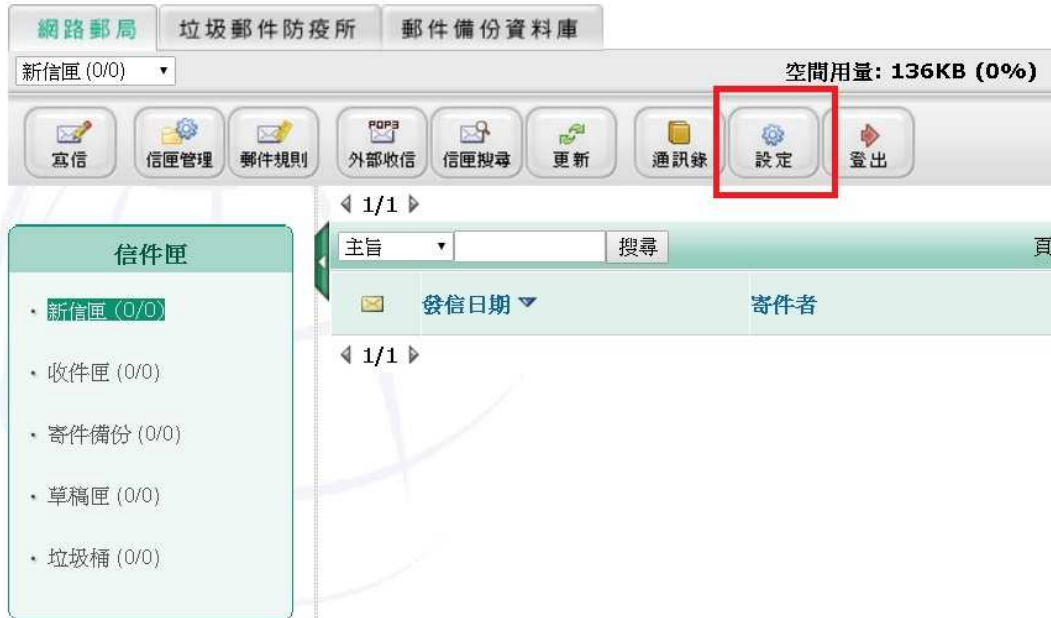 網路郵局 垃圾郵件防疫所 郵件備份資料庫
新信匣 (0/0) 空間用量: 136KB (0%)
POP3
寫信 信匣管理 郵件規則 外部收信 信匣搜尋 更新 通訊錄 設定 登出
1/1
信件匣 主旨 搜尋 頁
新信匣 (0/0) 發信日期 寄件者
1/1
收件匣 (0/0)
寄件備份 (0/0)
草稿匣 (0/0)
垃圾桶 (0/0)